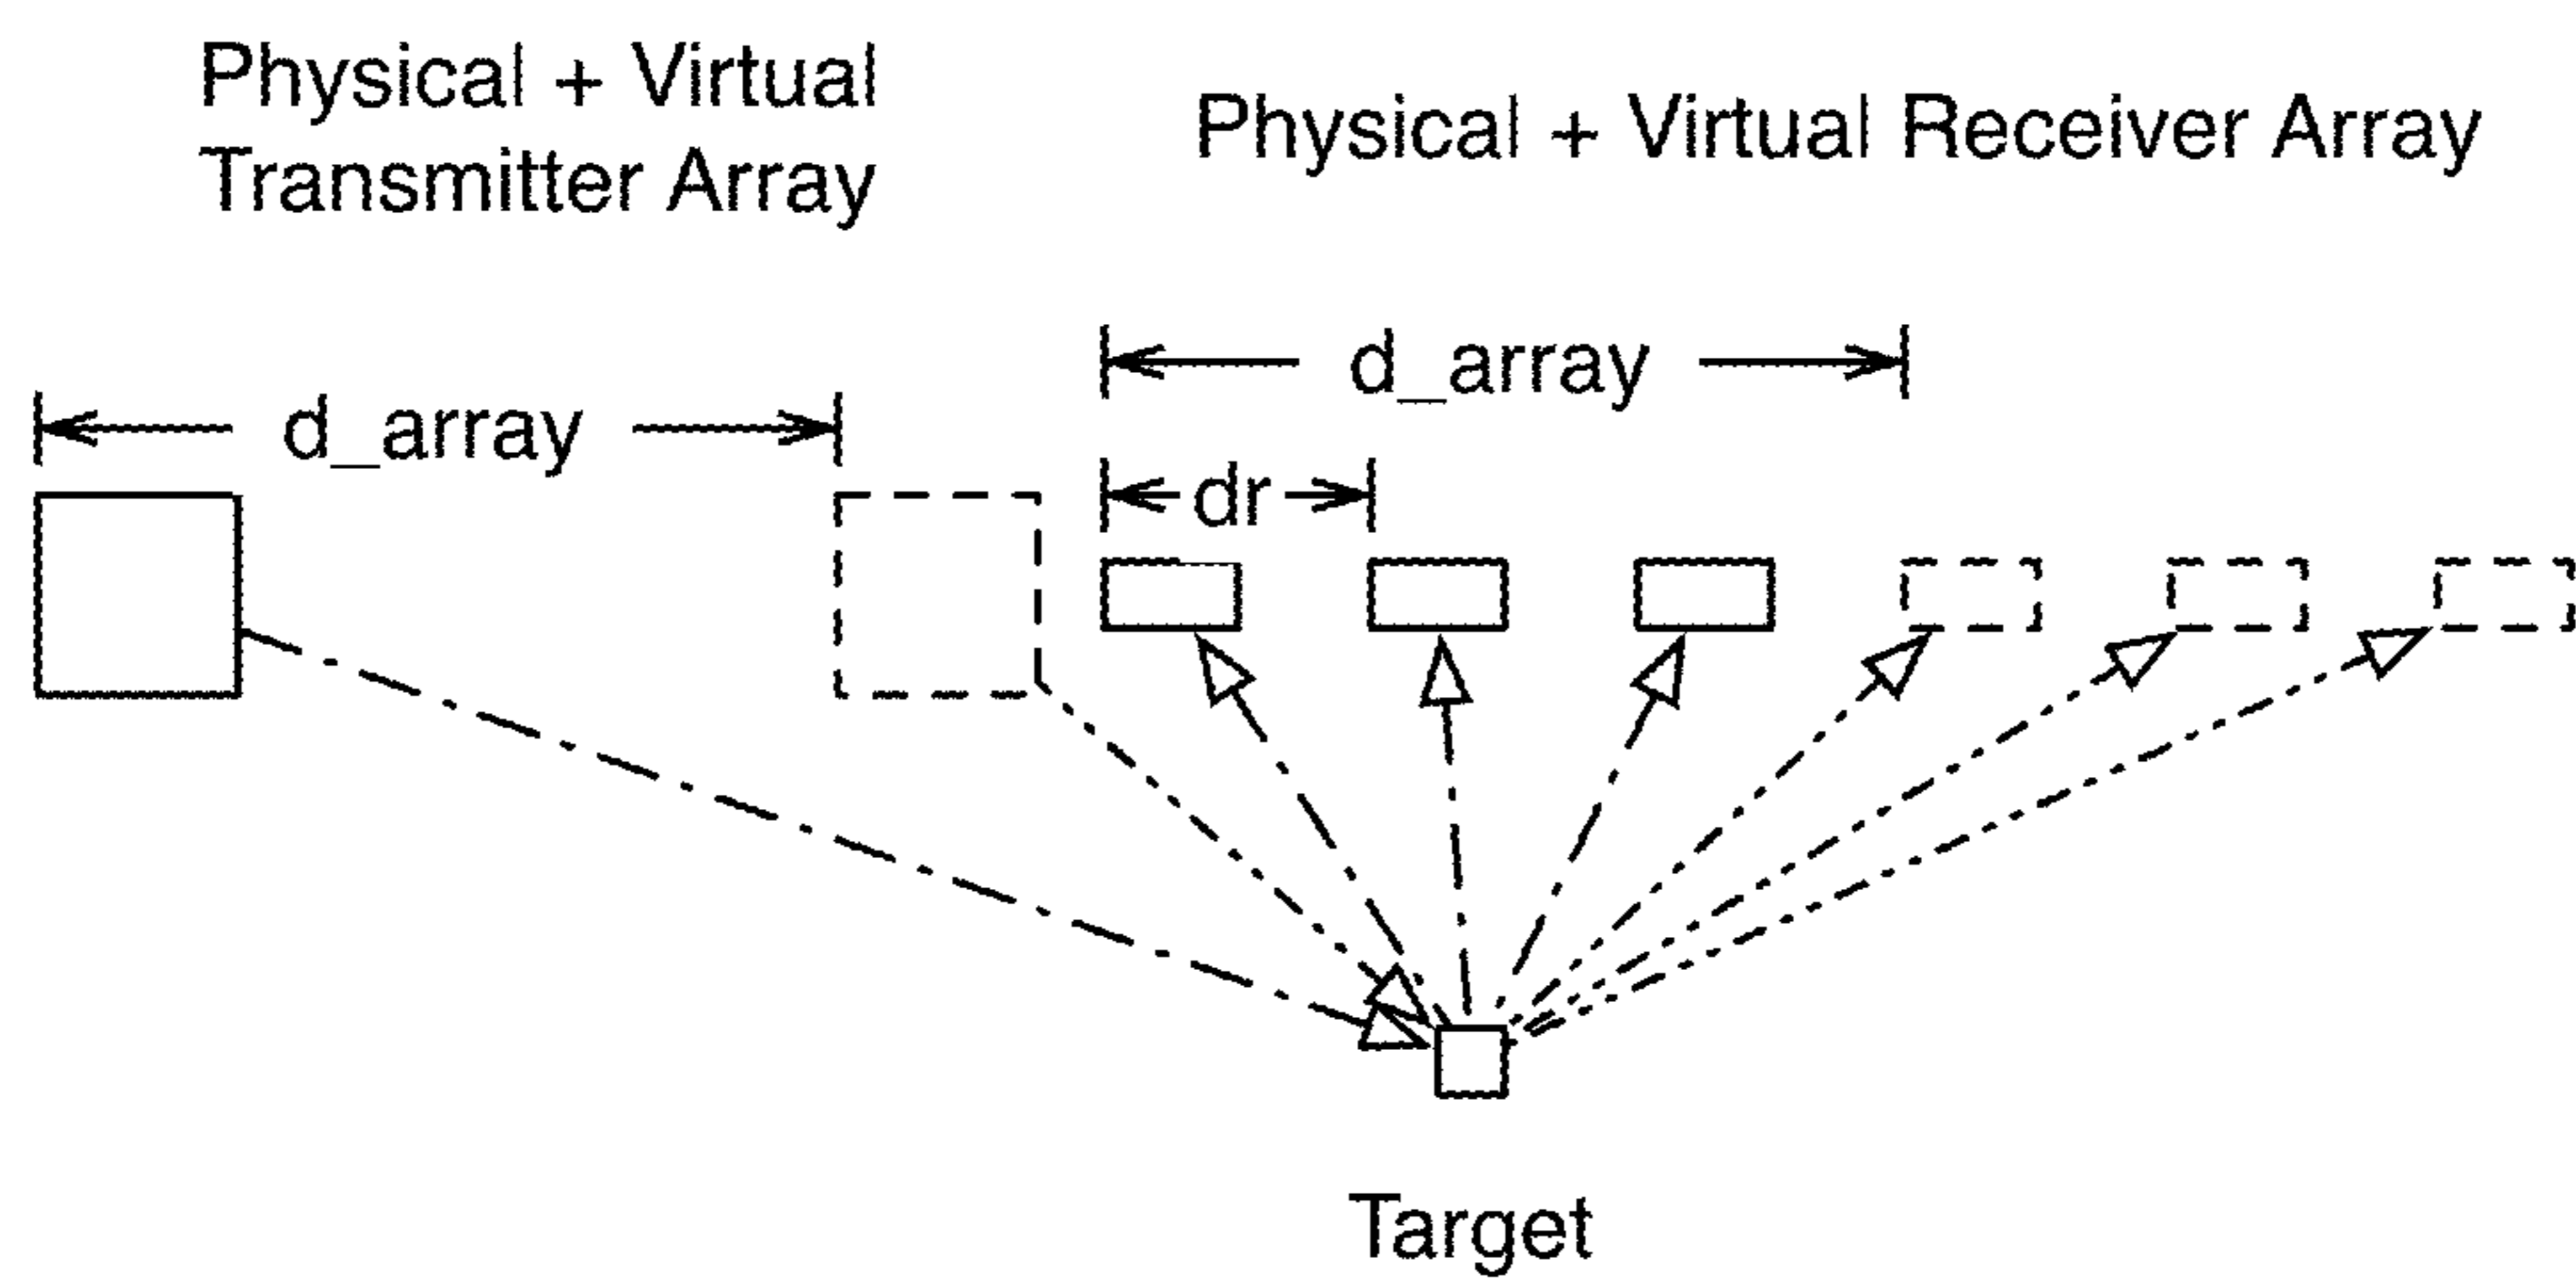 Physical + Virtual
Transmitter Array
Physical + Virtual Receiver Array
d_array
d_array
dr
Target